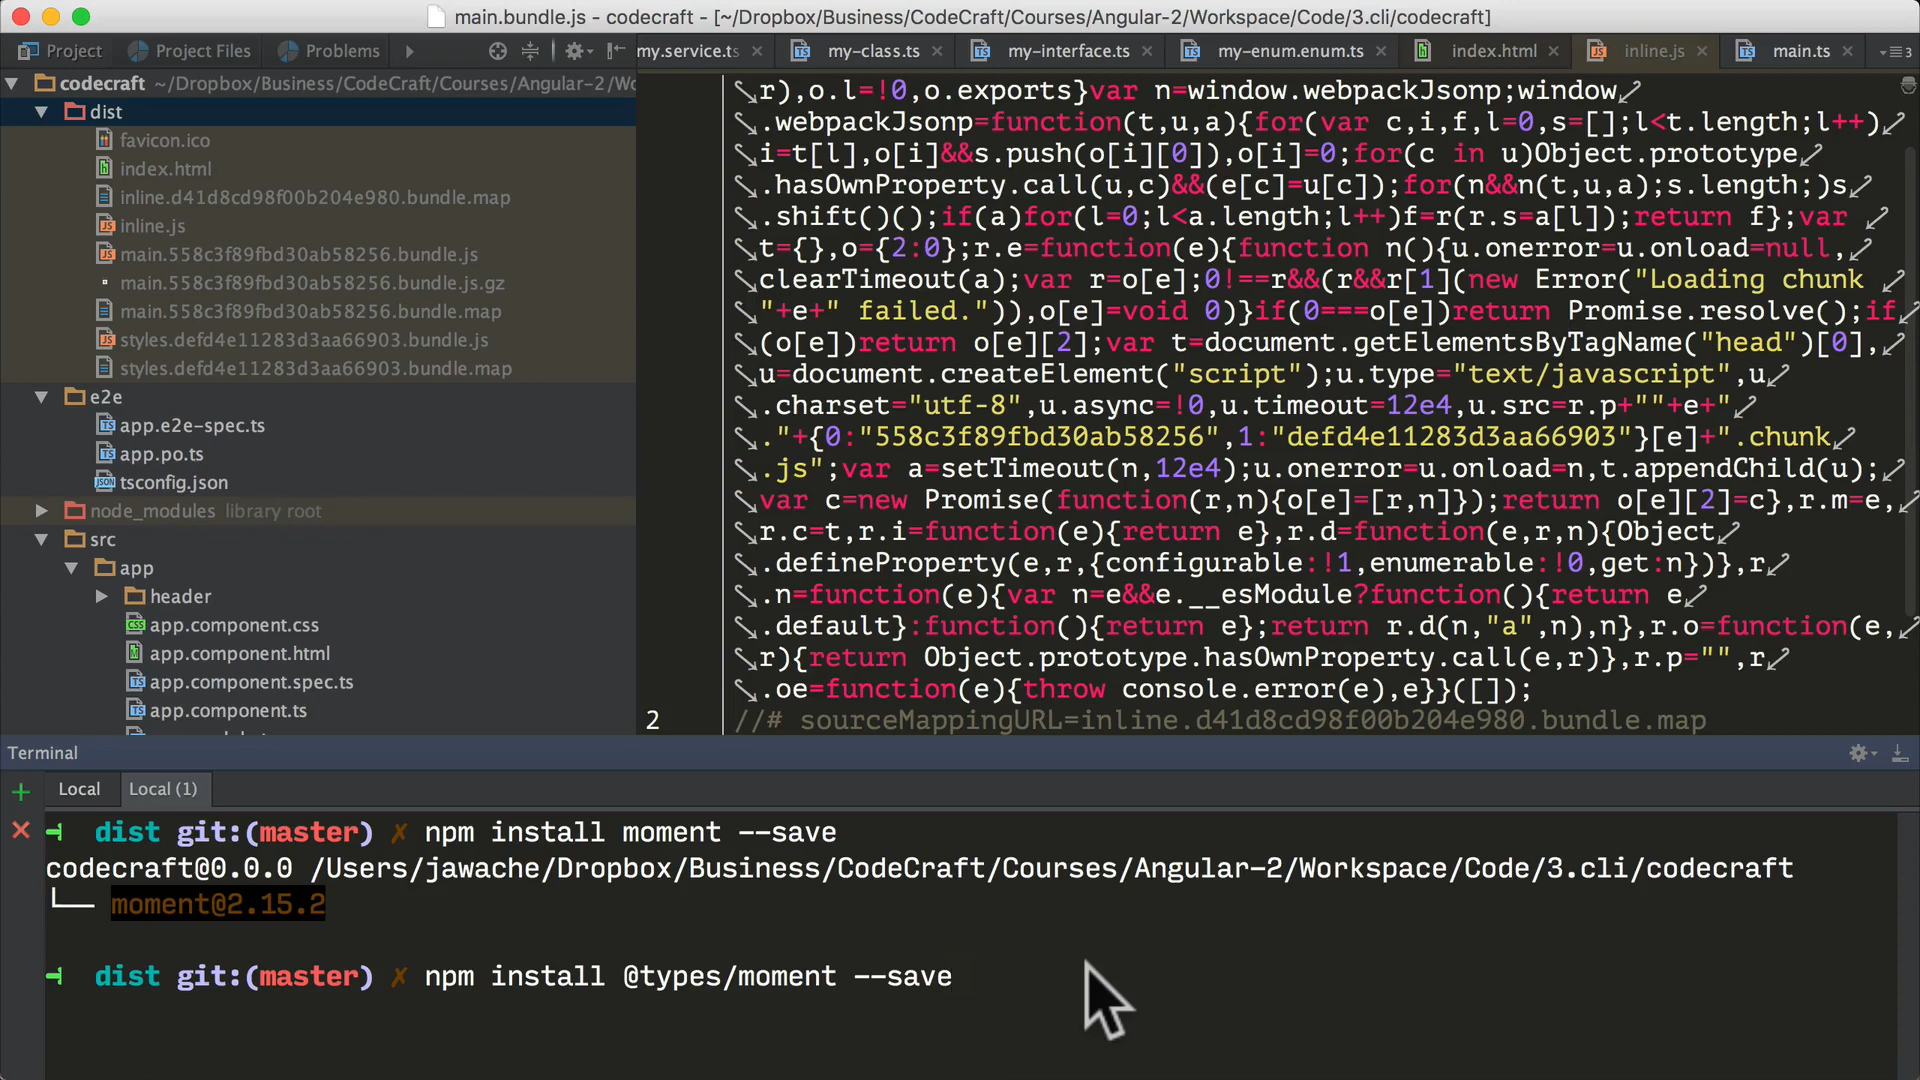 main.bundle.js - codecraft - [~/Dropbox/Business/CodeCraft/Courses/Angular-2/Workspace/Code/3.cli/codecraft]
Project
Project Files
Problems
my.service.ts
my-class.ts
my-interface.ts
my-enum.enum.ts
index.html
inline.js
main.ts
3
codecraft ~/Dropbox/Business/CodeCraft/Courses/Angular-2/Wo
dist
favicon.ico
index.html
inline.d41d8cd98f00b204e980.bundle.map
inline.js
main.558c3f89fbd30ab58256.bundle.js
main.558c3f89fbd30ab58256.bundle.js.gz
main.558c3f89fbd30ab58256.bundle.map
styles.defd4e11283d3aa66903.bundle.js
styles.defd4e11283d3aa66903.bundle.map
e2e
app.e2e-spec.ts
app.po.ts
tsconfig.json
node_modules library root
src
app
header
app.component.css
app.component.html
app.component.spec.ts
app.component.ts
r),o.l=!0,o.exports}var n=window.webpackJsonp;window
.webpackJsonp=function(t,u,a){for(var c,i,f,l=0,s=[];l<t.length;l++)
i=t[l],o[i]&&s.push(o[i][0]),o[i]=0;for(c in u)Object.prototype
.hasOwnProperty.call(u,c)&&(e[c]=u[c]);for(n&&n(t,u,a);s.length;)s
.shift()();if(a)for(l=0;l<a.length;l++)f=r(r.s=a[l]);return f};var
t={},o={2:0};r.e=function(e){function n(){u.onerror=u.onload=null,
clearTimeout(a);var r=o[e];0!==r&&(r&&r[1](new Error("Loading chunk
"+e+" failed.")),o[e]=void 0)}if(0===o[e])return Promise.resolve();if
(o[e])return o[e][2];var t=document.getElementsByTagName("head")[0],
u=document.createElement("script");u.type="text/javascript",u
.charset="utf-8",u.async=!0,u.timeout=12e4,u.src=r.p+""+e+"
."+{0:"558c3f89fbd30ab58256",1:"defd4e11283d3aa66903"}[e]+".chunk
.js";var a=setTimeout(n,12e4);u.onerror=u.onload=n,t.appendChild(u);
var c=new Promise(function(r,n){o[e]=[r,n]});return o[e][2]=c},r.m=e,
r.c=t,r.i=function(e){return e},r.d=function(e,r,n){Object
.defineProperty(e,r,{configurable:!1,enumerable:!0,get:n})},r
.n=function(e){var n=e&&e.__esModule?function(){return e
.default}:function(){return e};return r.d(n,"a",n),n},r.o=function(e,
r){return Object.prototype.hasOwnProperty.call(e,r)},r.p="",r
.oe=function(e){throw console.error(e),e}}([]);
2 //# sourceMappingURL=inline.d41d8cd98f00b204e980.bundle.map
Terminal
Local
Local (1)
dist git:(master) ✗ npm install moment --save
codecraft@0.0.0 /Users/jawache/Dropbox/Business/CodeCraft/Courses/Angular-2/Workspace/Code/3.cli/codecraft
└── moment@2.15.2
dist git:(master) ✗ npm install @types/moment --save